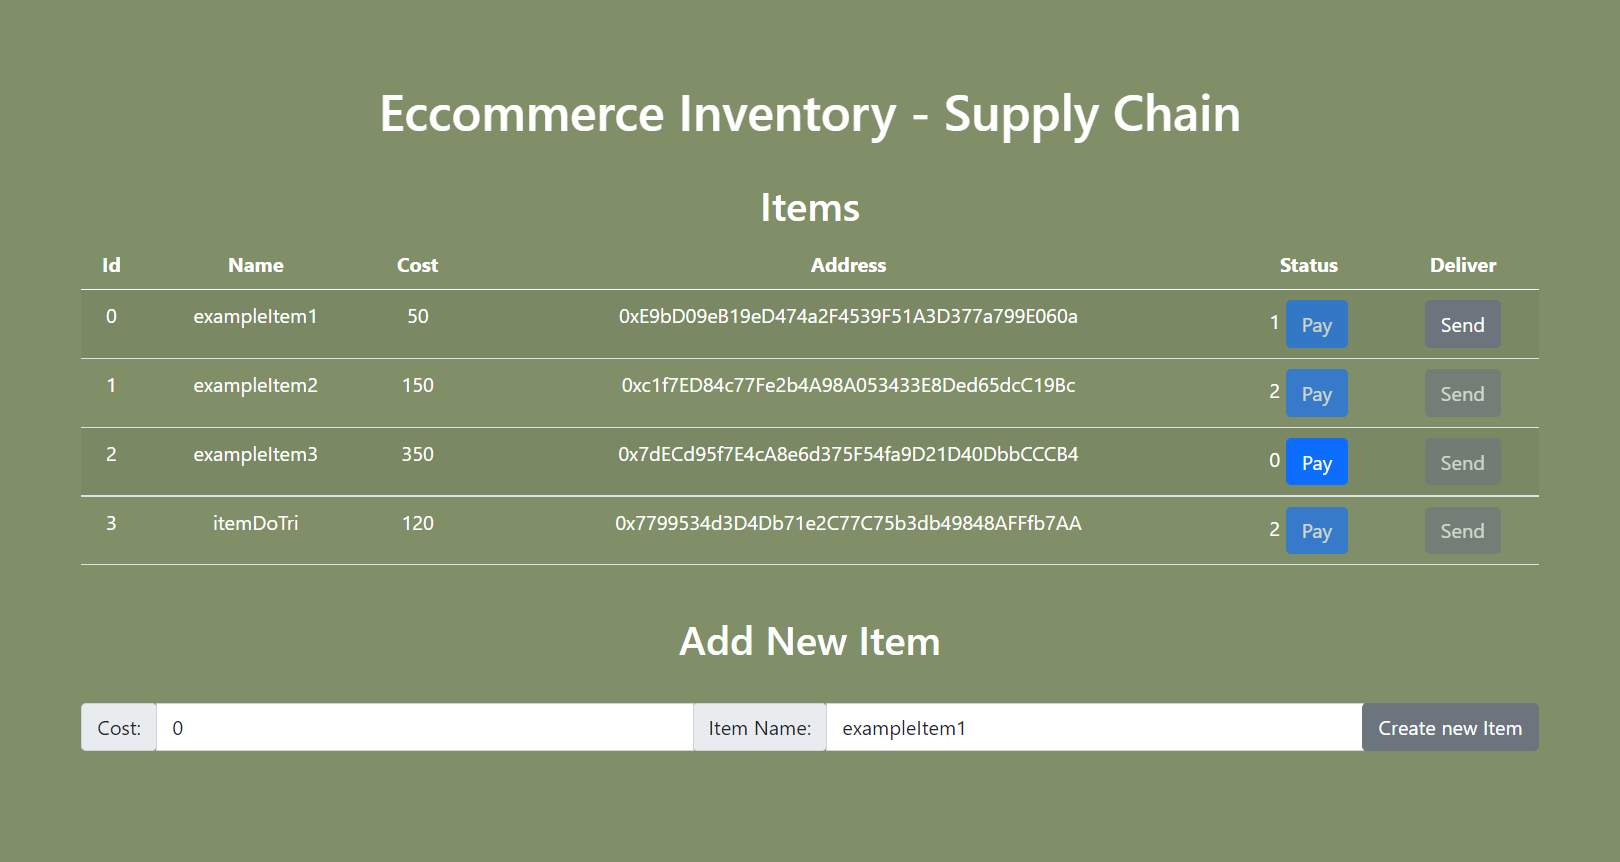 Eccommerce Inventory - Supply Chain
Items
Id Name Cost Address Status Deliver
0 exampleItem1 50 0xE9bD09eB19eD474a2F4539F51A3D377a799E060a 1 Pay Send
1 exampleItem2 150 0xc1f7ED84c77Fe2b4A98A053433E8Ded65dcC19Bc 2 Pay Send
2 exampleItem3 350 0x7dECd95f7E4cA8e6d375F54fa9D21D40DbbCCCB4 0 Pay Send
3 itemDoTri 120 0x7799534d3D4Db71e2C77C75b3db49848AFFfb7AA 2 Pay Send
Add New Item
Cost: 0 Item Name: exampleItem1 Create new Item